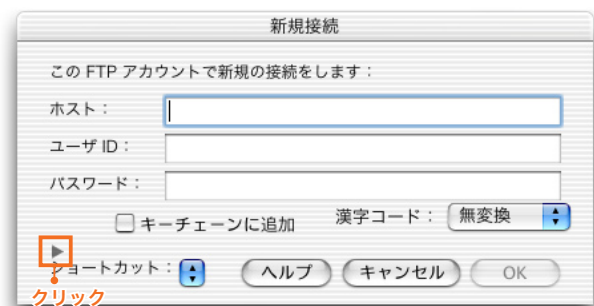 新規接続
この FTP アカウントで新規の接続をします：
ホスト：
ユーザ ID：
パスワード：
キーチェーンに追加 漢字コード： 無変換
ショートカット： ヘルプ キャンセル OK
クリック